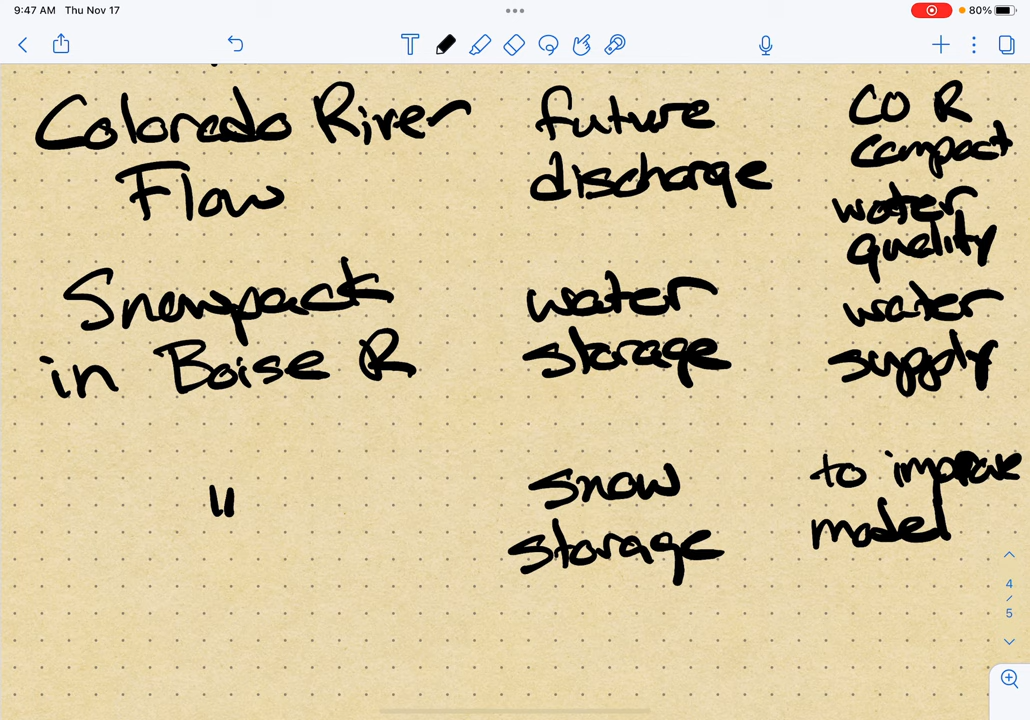 9:47 AM Thu Nov 17
80%
Colorado River
Flow
future
discharge
CO R
compact
water
quality
Snowpack
in Boise R
water
storage
water
supply
"
snow
storage
to improve
model
4
/
5